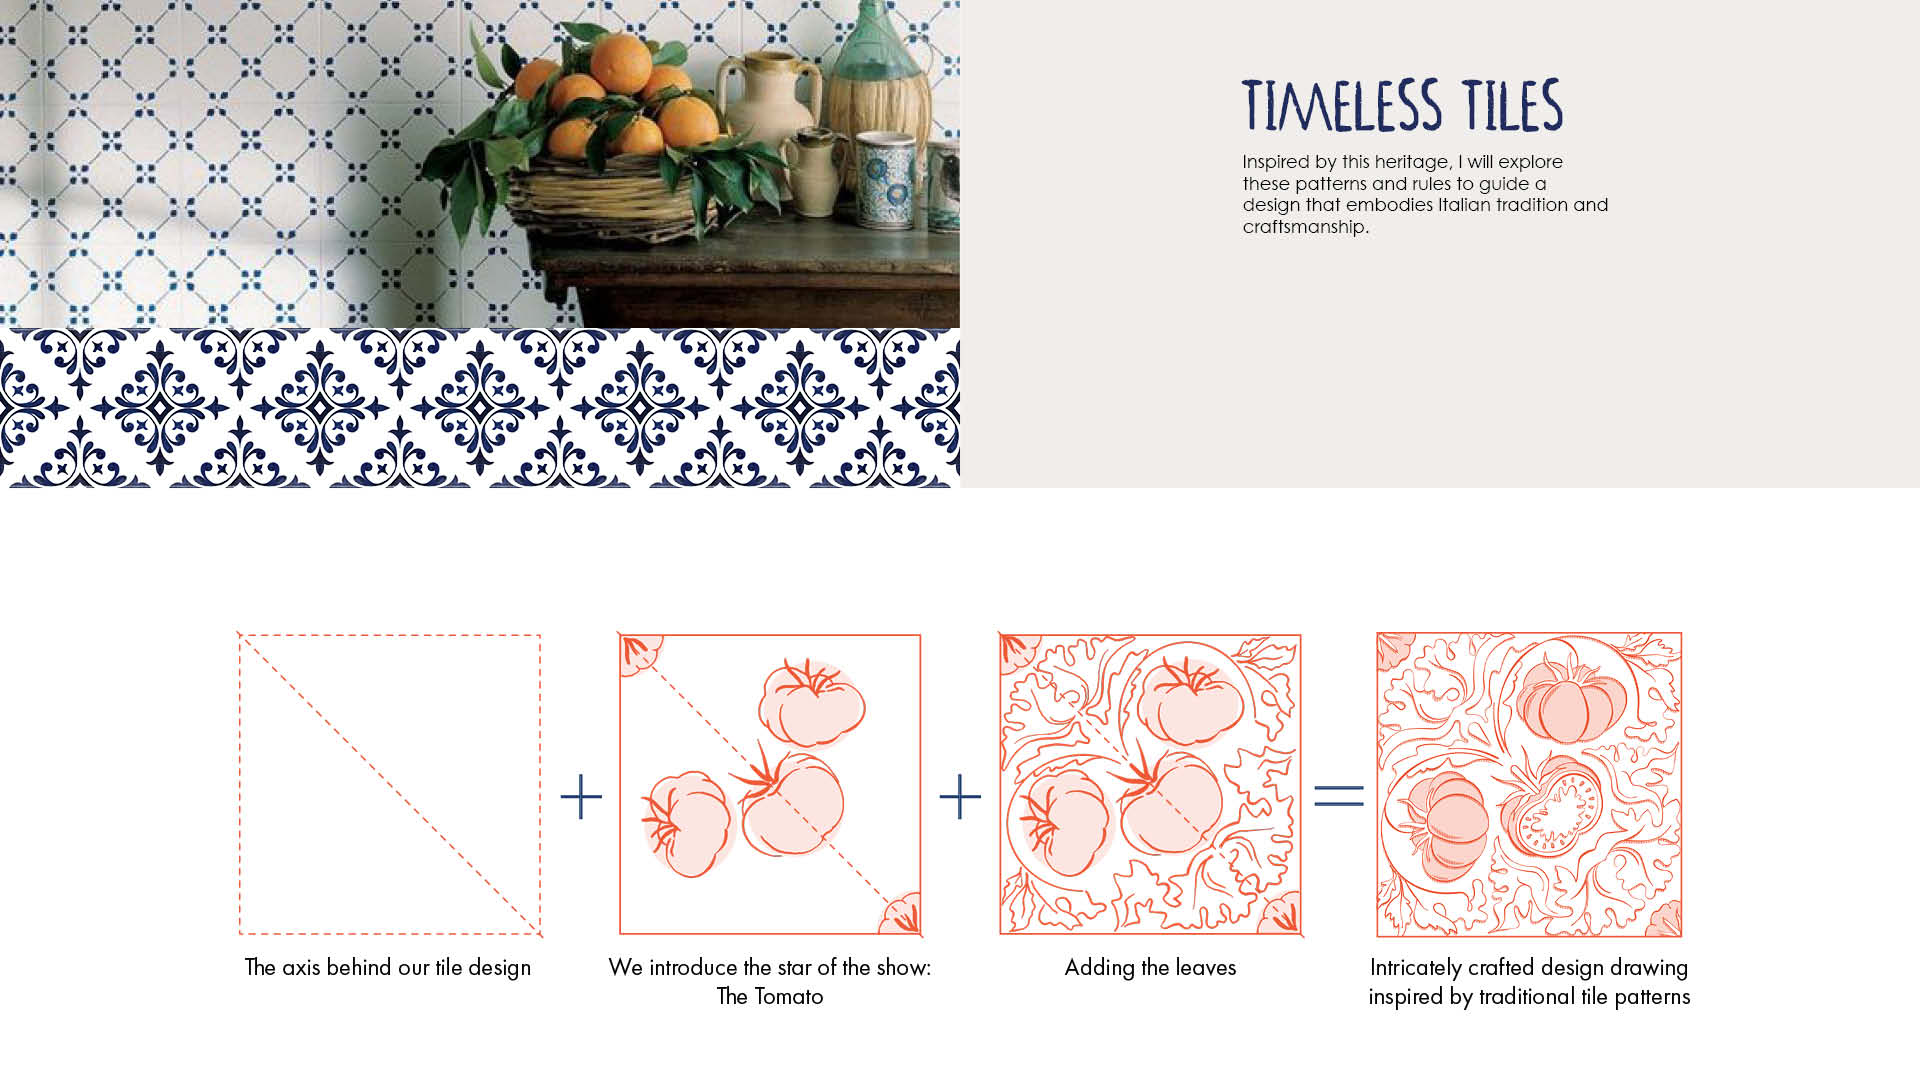 TIMELESS TILES
Inspired by this heritage, I will explore
these patterns and rules to guide a
design that embodies Italian tradition and
craftsmanship.
The axis behind our tile design
We introduce the star of the show:
The Tomato
Adding the leaves
Intricately crafted design drawing
inspired by traditional tile patterns